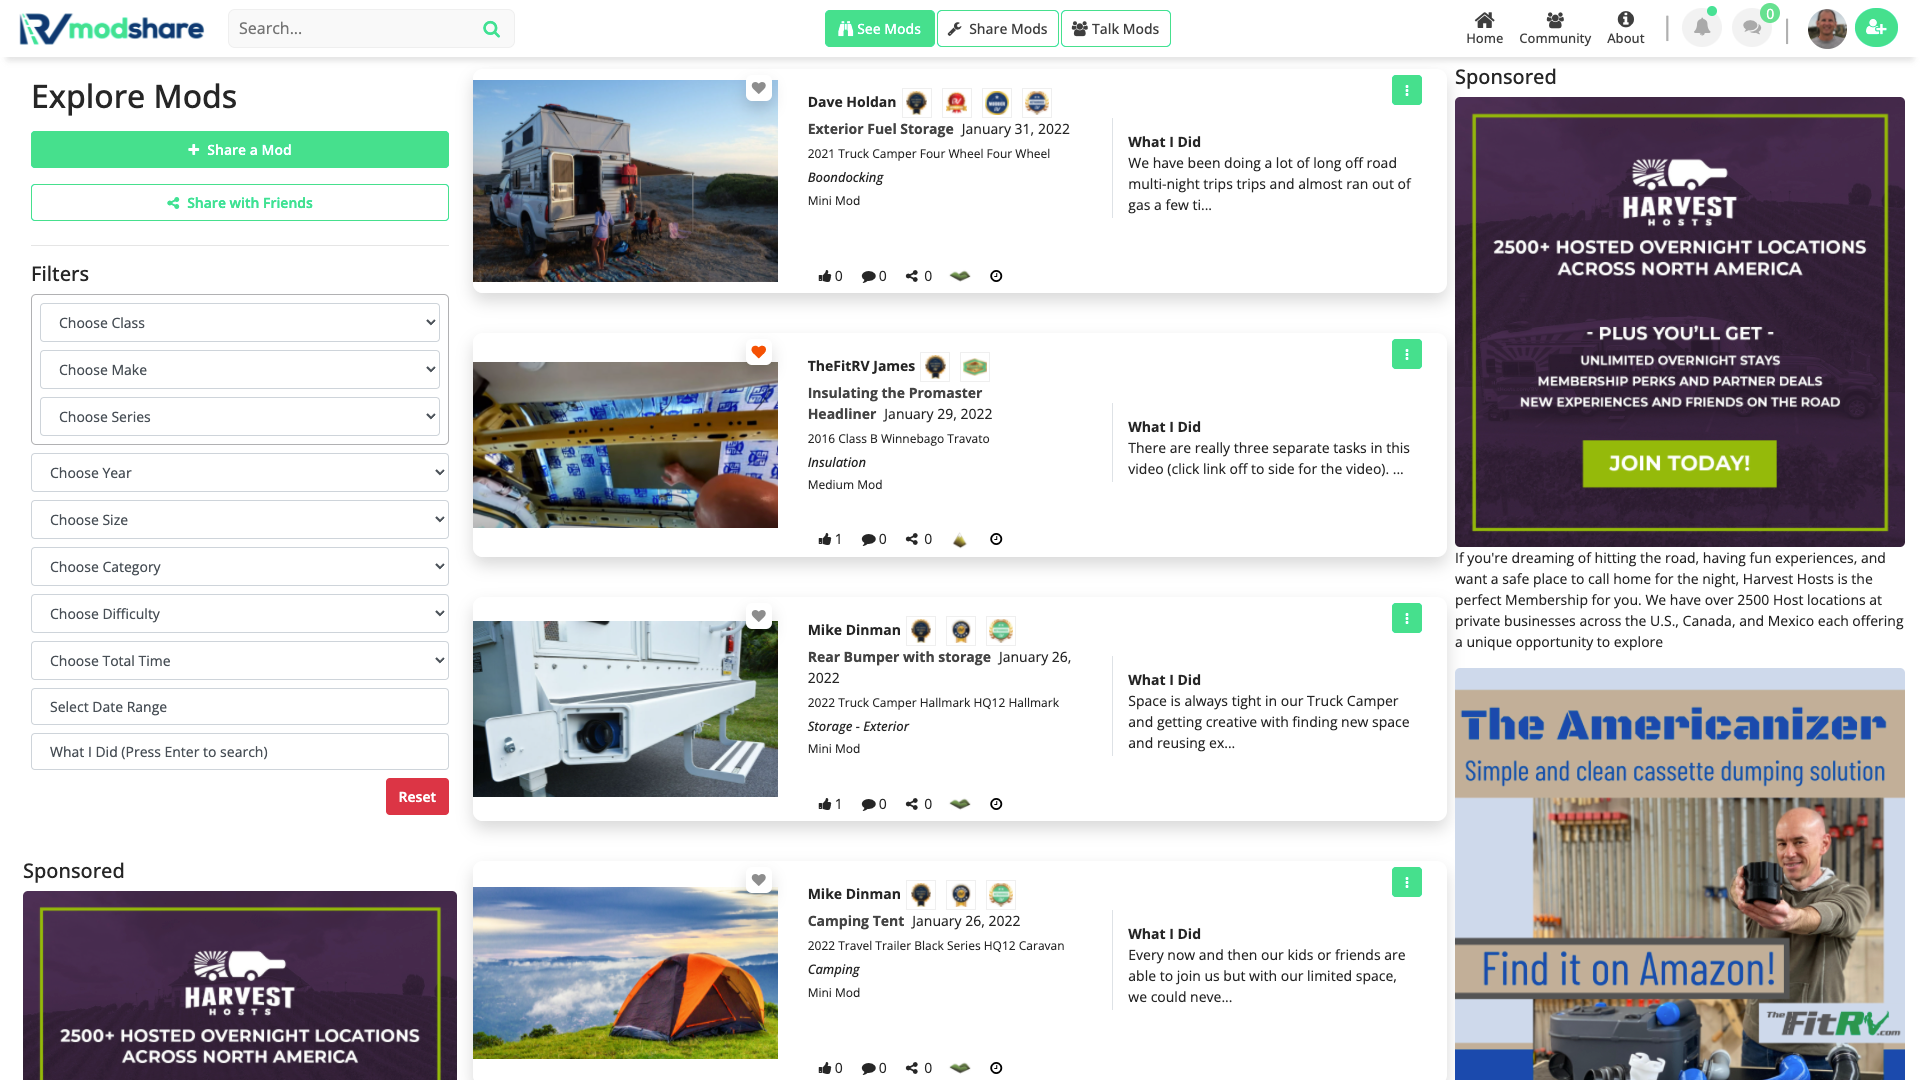 RVmodshare
Search...
See Mods
Share Mods
Talk Mods
Home
Community
About
0
Explore Mods
Share a Mod
Share with Friends
Filters
Choose Class
Choose Make
Choose Series
Choose Year
Choose Size
Choose Category
Choose Difficulty
Choose Total Time
Select Date Range
What I Did (Press Enter to search)
Reset
Sponsored
HARVEST
HOSTS
2500+ HOSTED OVERNIGHT LOCATIONS
ACROSS NORTH AMERICA
Dave Holdan
Exterior Fuel Storage January 31, 2022
2021 Truck Camper Four Wheel Four Wheel
Boondocking
Mini Mod
0 0 0
What I Did
We have been doing a lot of long off road
multi-night trips trips and almost ran out of
gas a few ti...
TheFitRV James
Insulating the Promaster
Headliner January 29, 2022
2016 Class B Winnebago Travato
Insulation
Medium Mod
1 0 0
What I Did
There are really three separate tasks in this
video (click link off to side for the video). ...
Mike Dinman
Rear Bumper with storage January 26,
2022
2022 Truck Camper Hallmark HQ12 Hallmark
Storage - Exterior
Mini Mod
1 0 0
What I Did
Space is always tight in our Truck Camper
and getting creative with finding new space
and reusing ex...
Mike Dinman
Camping Tent January 26, 2022
2022 Travel Trailer Black Series HQ12 Caravan
Camping
Mini Mod
0 0 0
What I Did
Every now and then our kids or friends are
able to join us but with our limited space,
we could neve...
Sponsored
HARVEST
HOSTS
2500+ HOSTED OVERNIGHT LOCATIONS
ACROSS NORTH AMERICA
- PLUS YOU'LL GET -
UNLIMITED OVERNIGHT STAYS
MEMBERSHIP PERKS AND PARTNER DEALS
NEW EXPERIENCES AND FRIENDS ON THE ROAD
JOIN TODAY!
If you're dreaming of hitting the road, having fun experiences, and
want a safe place to call home for the night, Harvest Hosts is the
perfect Membership for you. We have over 2500 Host locations at
private businesses across the U.S., Canada, and Mexico each offering
a unique opportunity to explore
The Americanizer
Simple and clean cassette dumping solution
Find it on Amazon!
The FitRV.com